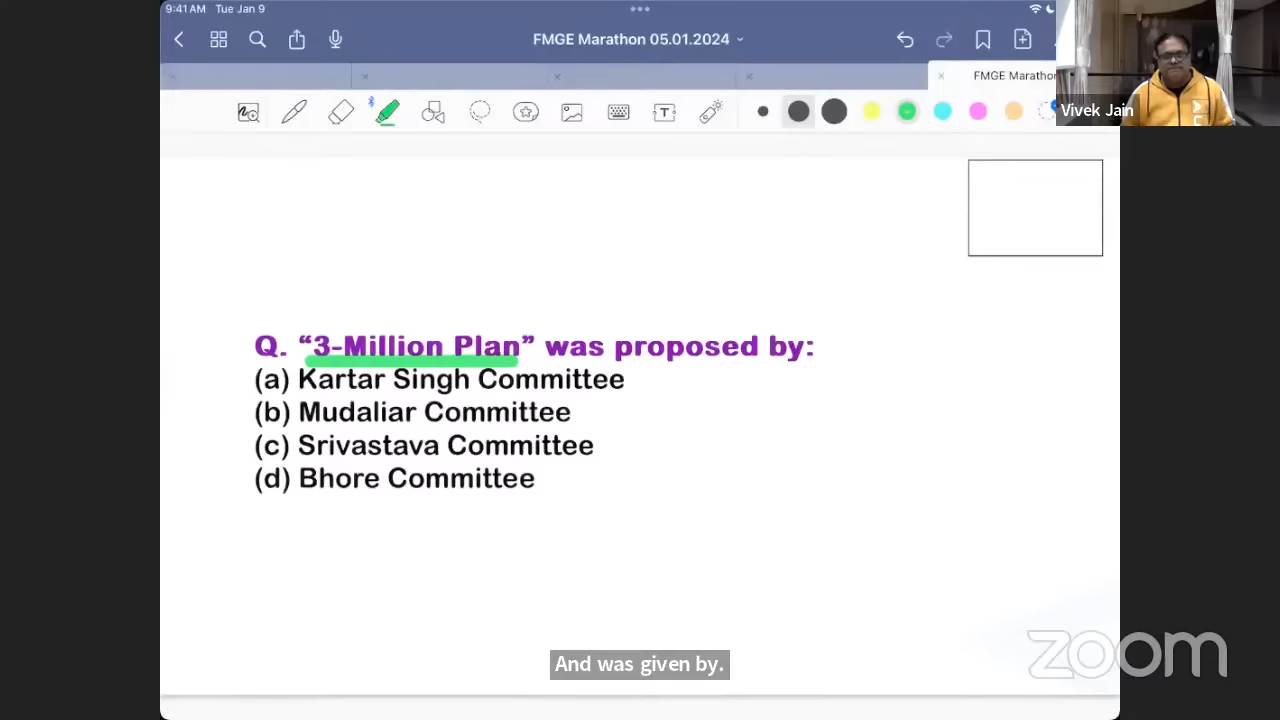 9:41 AM Tue Jan 9
FMGE Marathon 05.01.2024
FMGE Marathon
Vivek Jain
Q. “3-Million Plan” was proposed by:
(a) Kartar Singh Committee
(b) Mudaliar Committee
(c) Srivastava Committee
(d) Bhore Committee
And was given by.
zoom